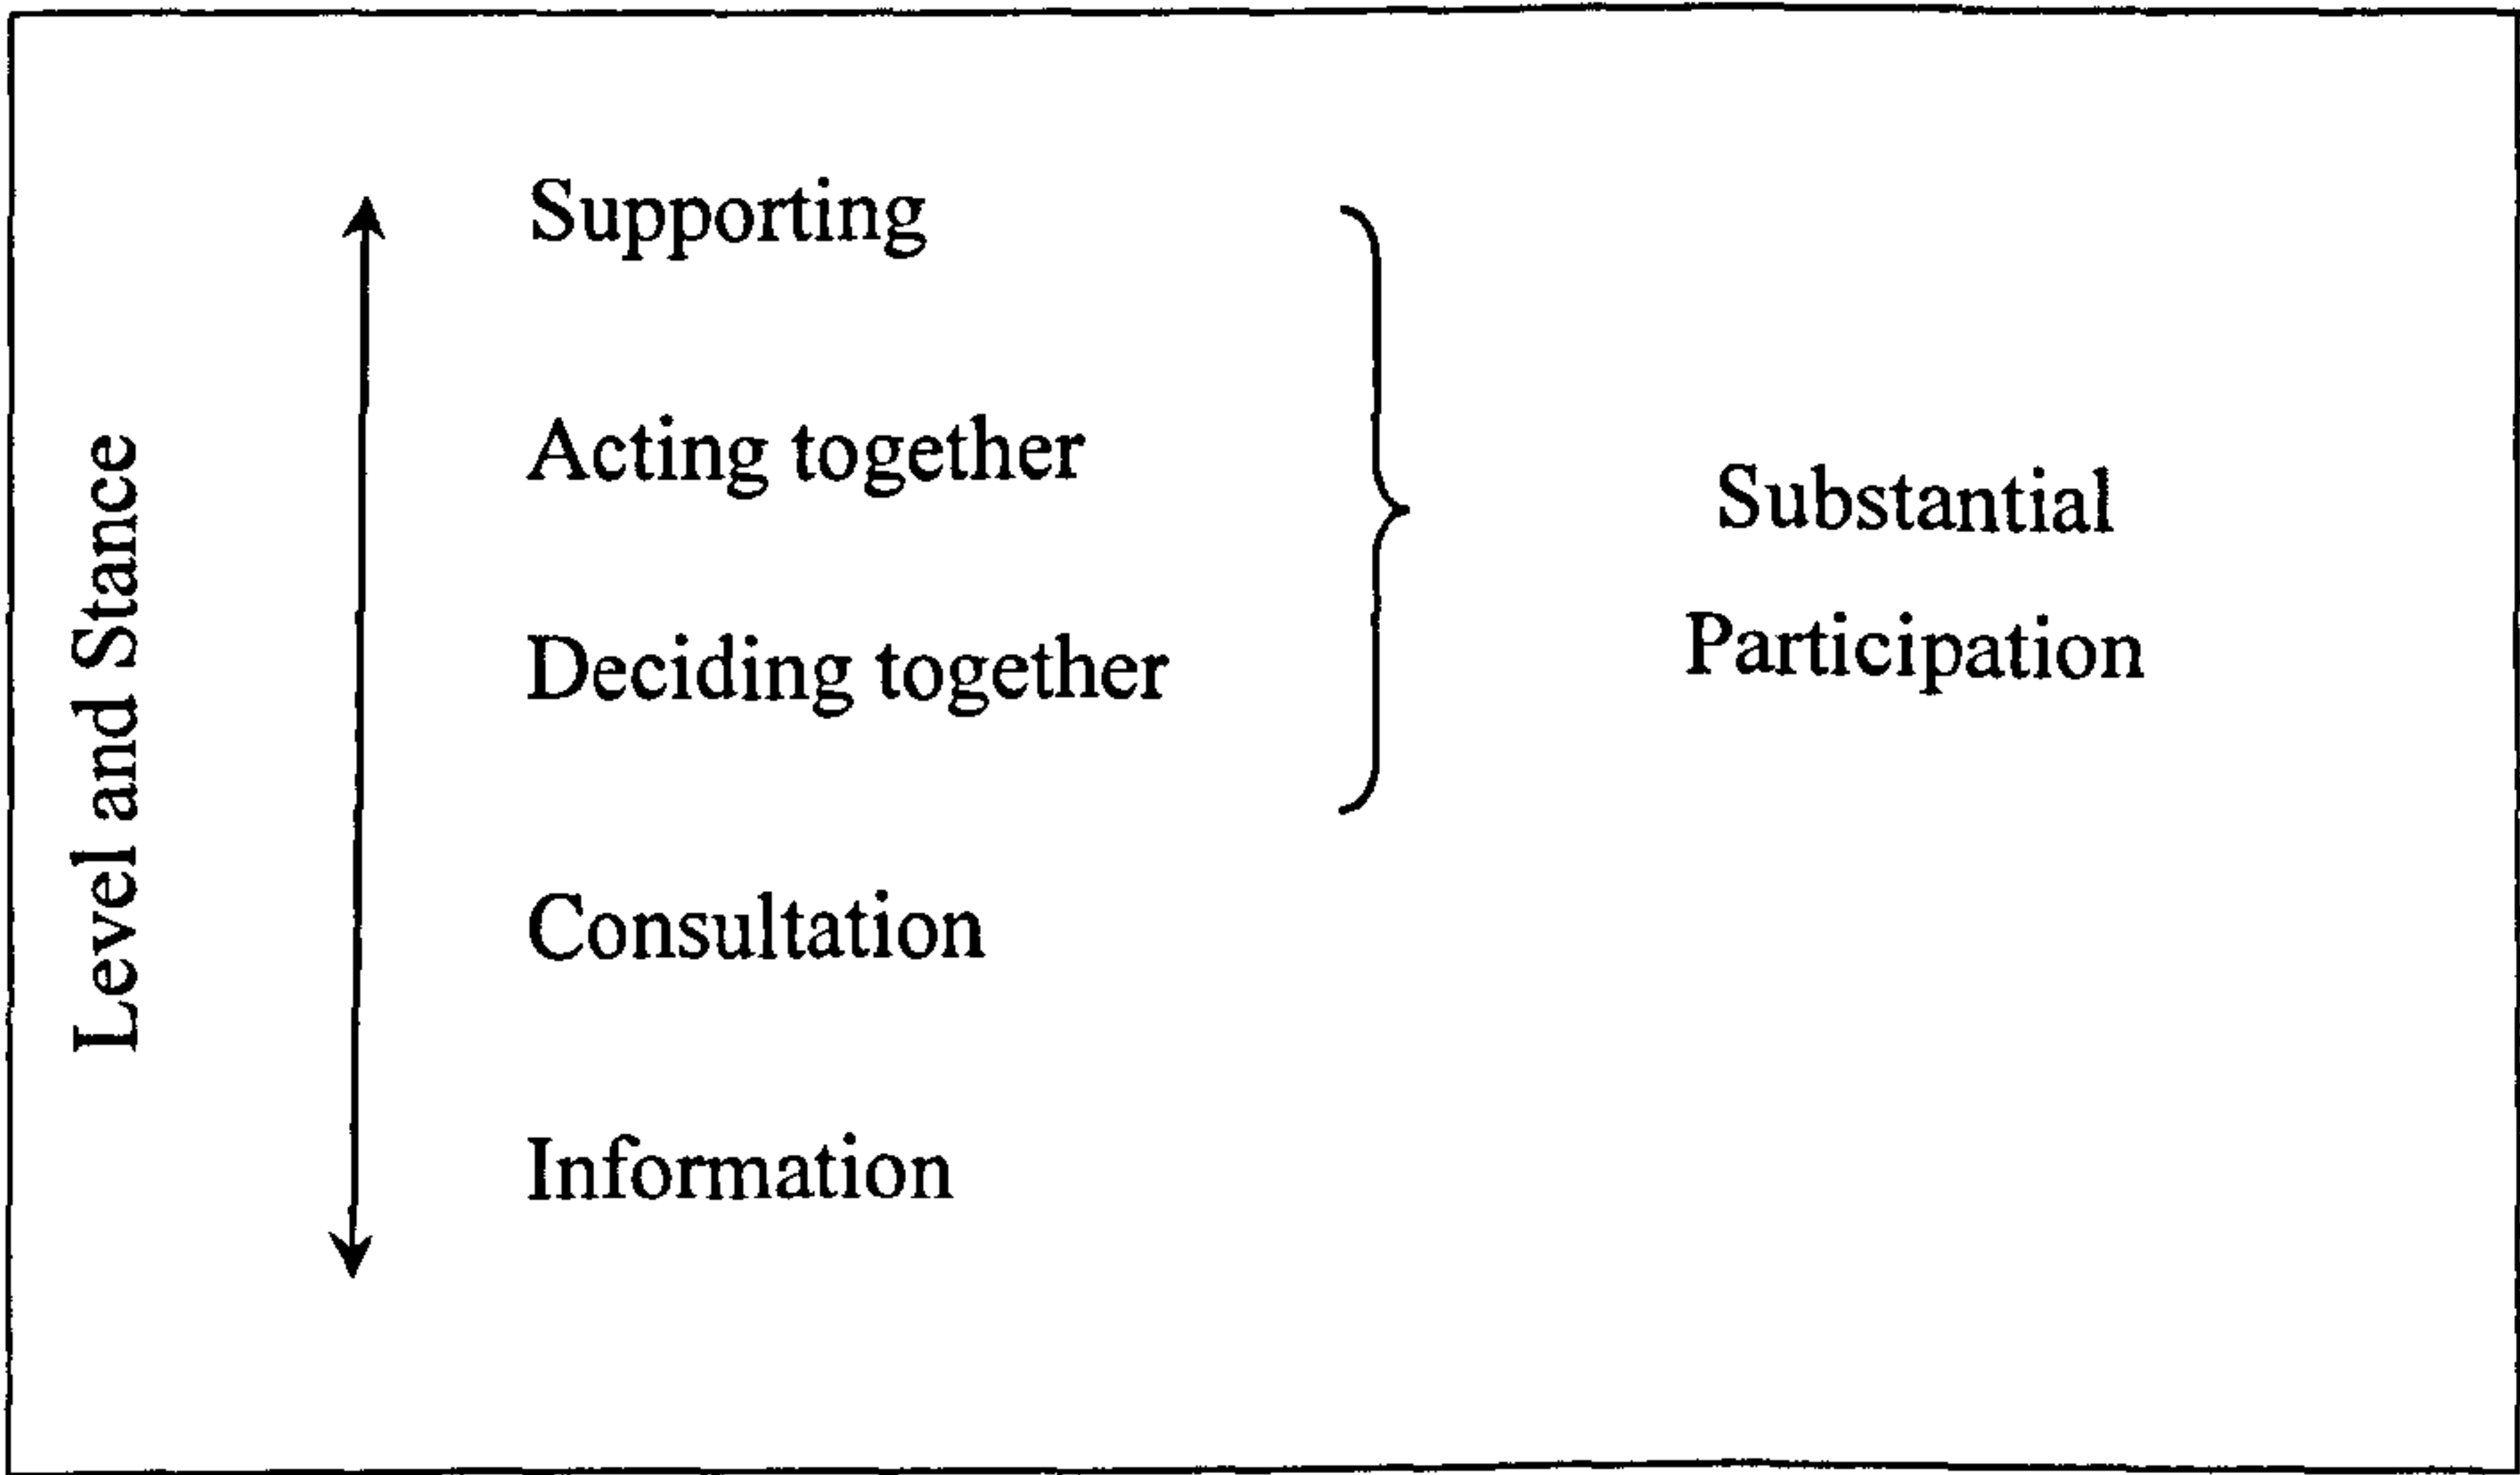 Level and Stance
Supporting
Acting together
Deciding together
Consultation
Information
Substantial
Participation